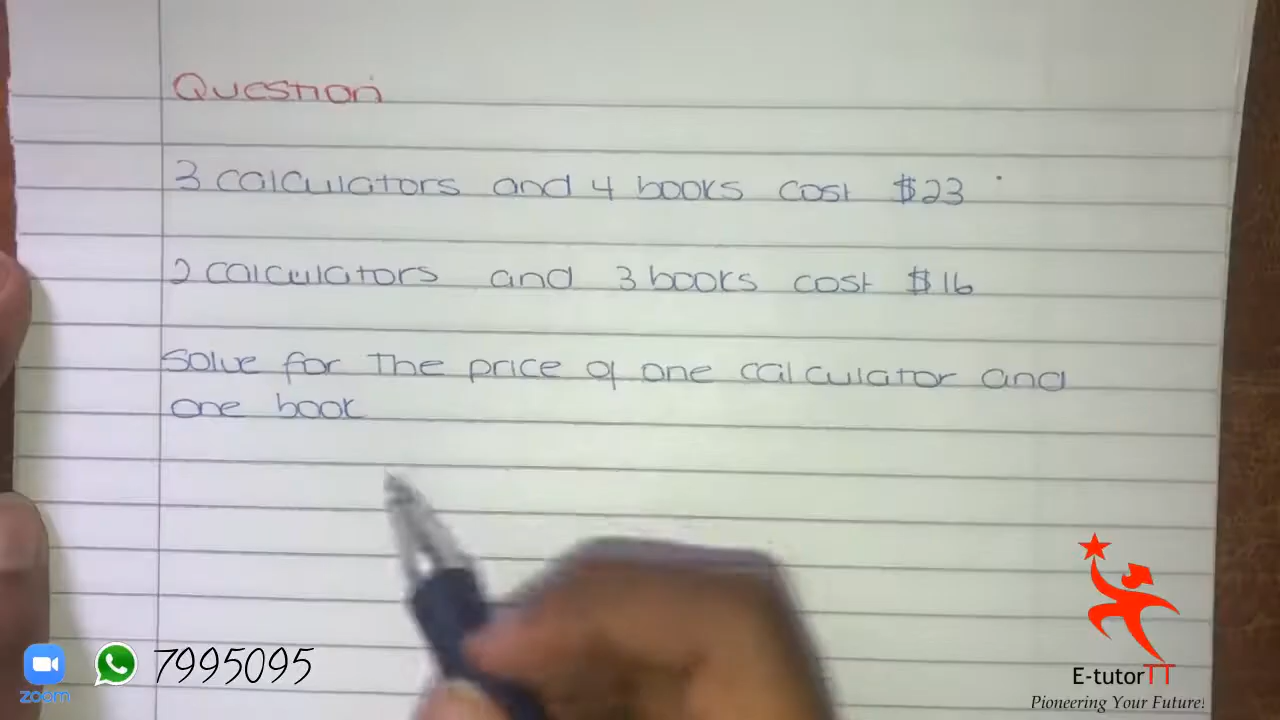 Question
3 calculators and 4 books cost $23
2 calculators and 3 books cost $16
Solve for The price of one calculator and
one book
zoom
7995095
E-tutorTT
Pioneering Your Future!